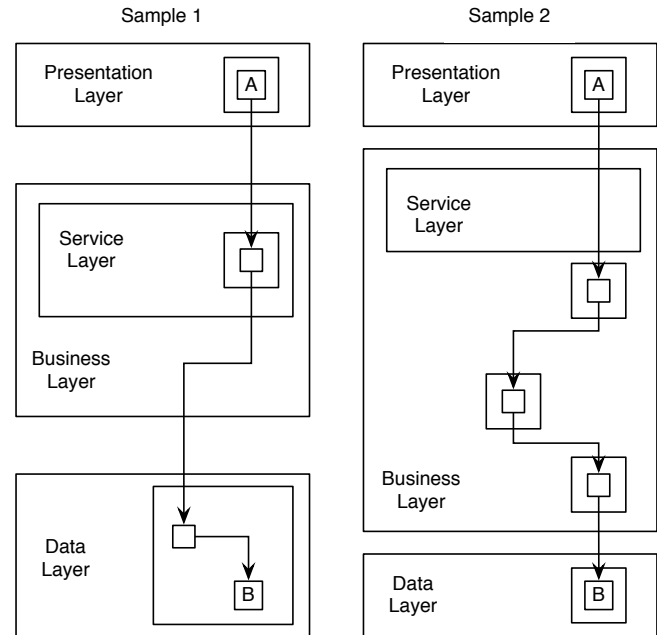 Sample 1
Presentation
Layer
A
Service
Layer
Business
Layer
Data
Layer
B
Sample 2
Presentation
Layer
A
Service
Layer
Business
Layer
Data
Layer
B